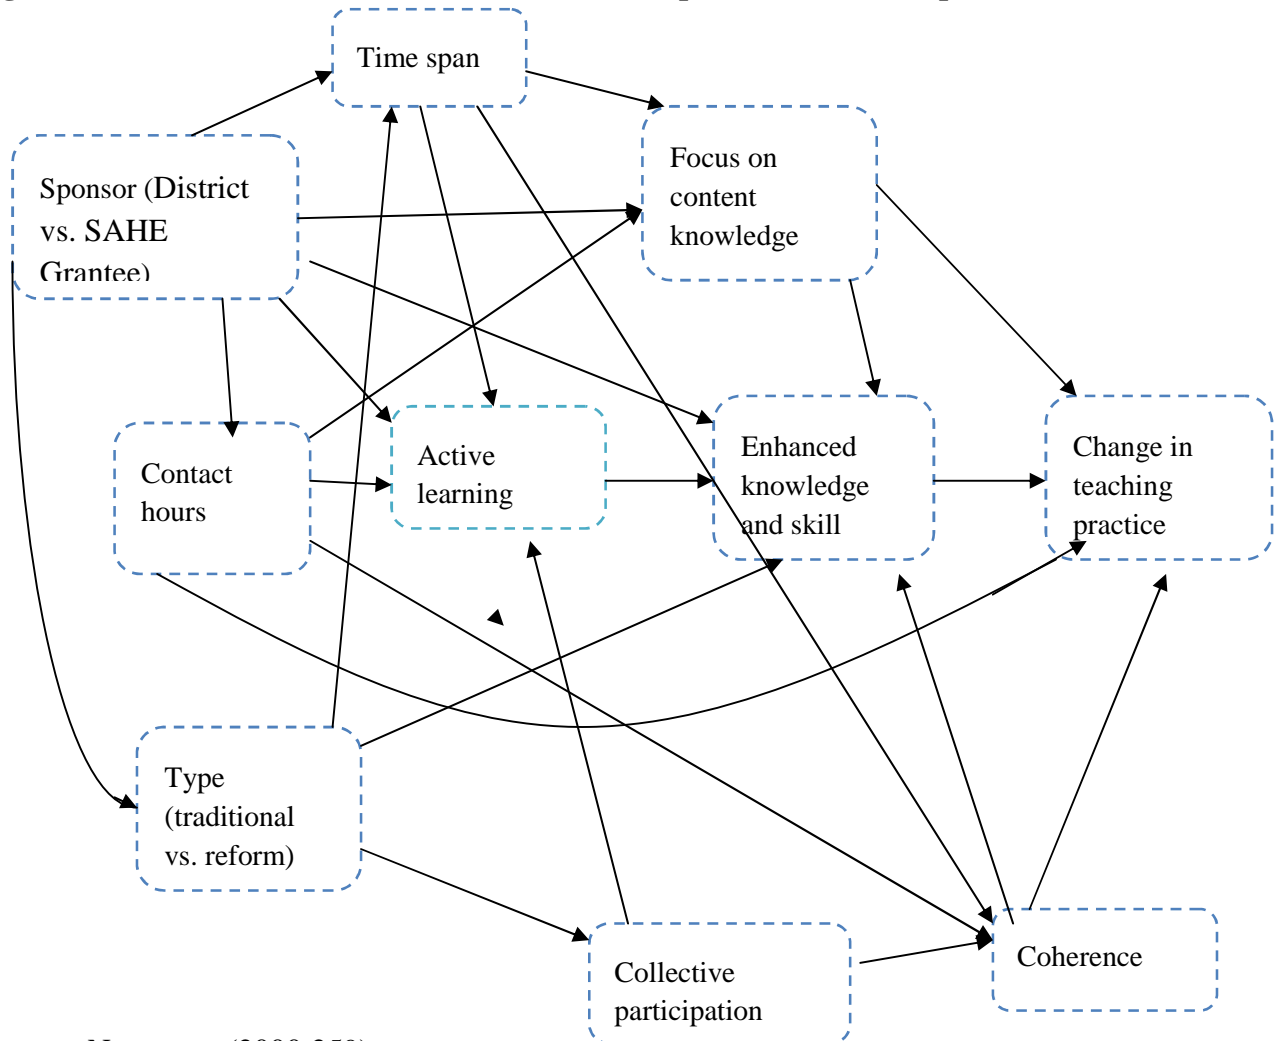 Time span
Focus on
content
knowledge
Sponsor (District
vs. SAHE
Grantee)
Contact
hours
Active
learning
Enhanced
knowledge
and skill
Change in
teaching
practice
Type
(traditional
vs. reform)
Collective
participation
Coherence